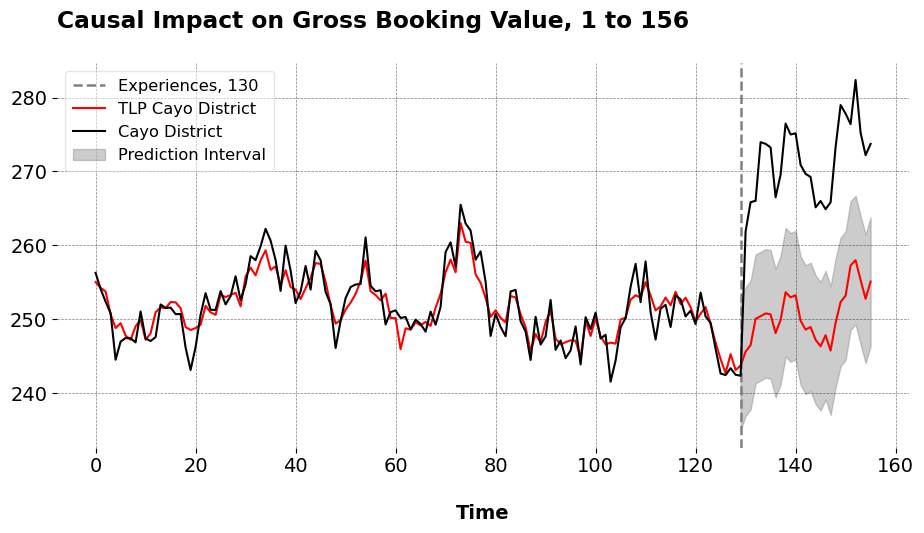 Causal Impact on Gross Booking Value, 1 to 156
Experiences, 130
TLP Cayo District
Cayo District
Prediction Interval
280
270
260
250
240
0 20 40 60 80 100 120 140 160
Time